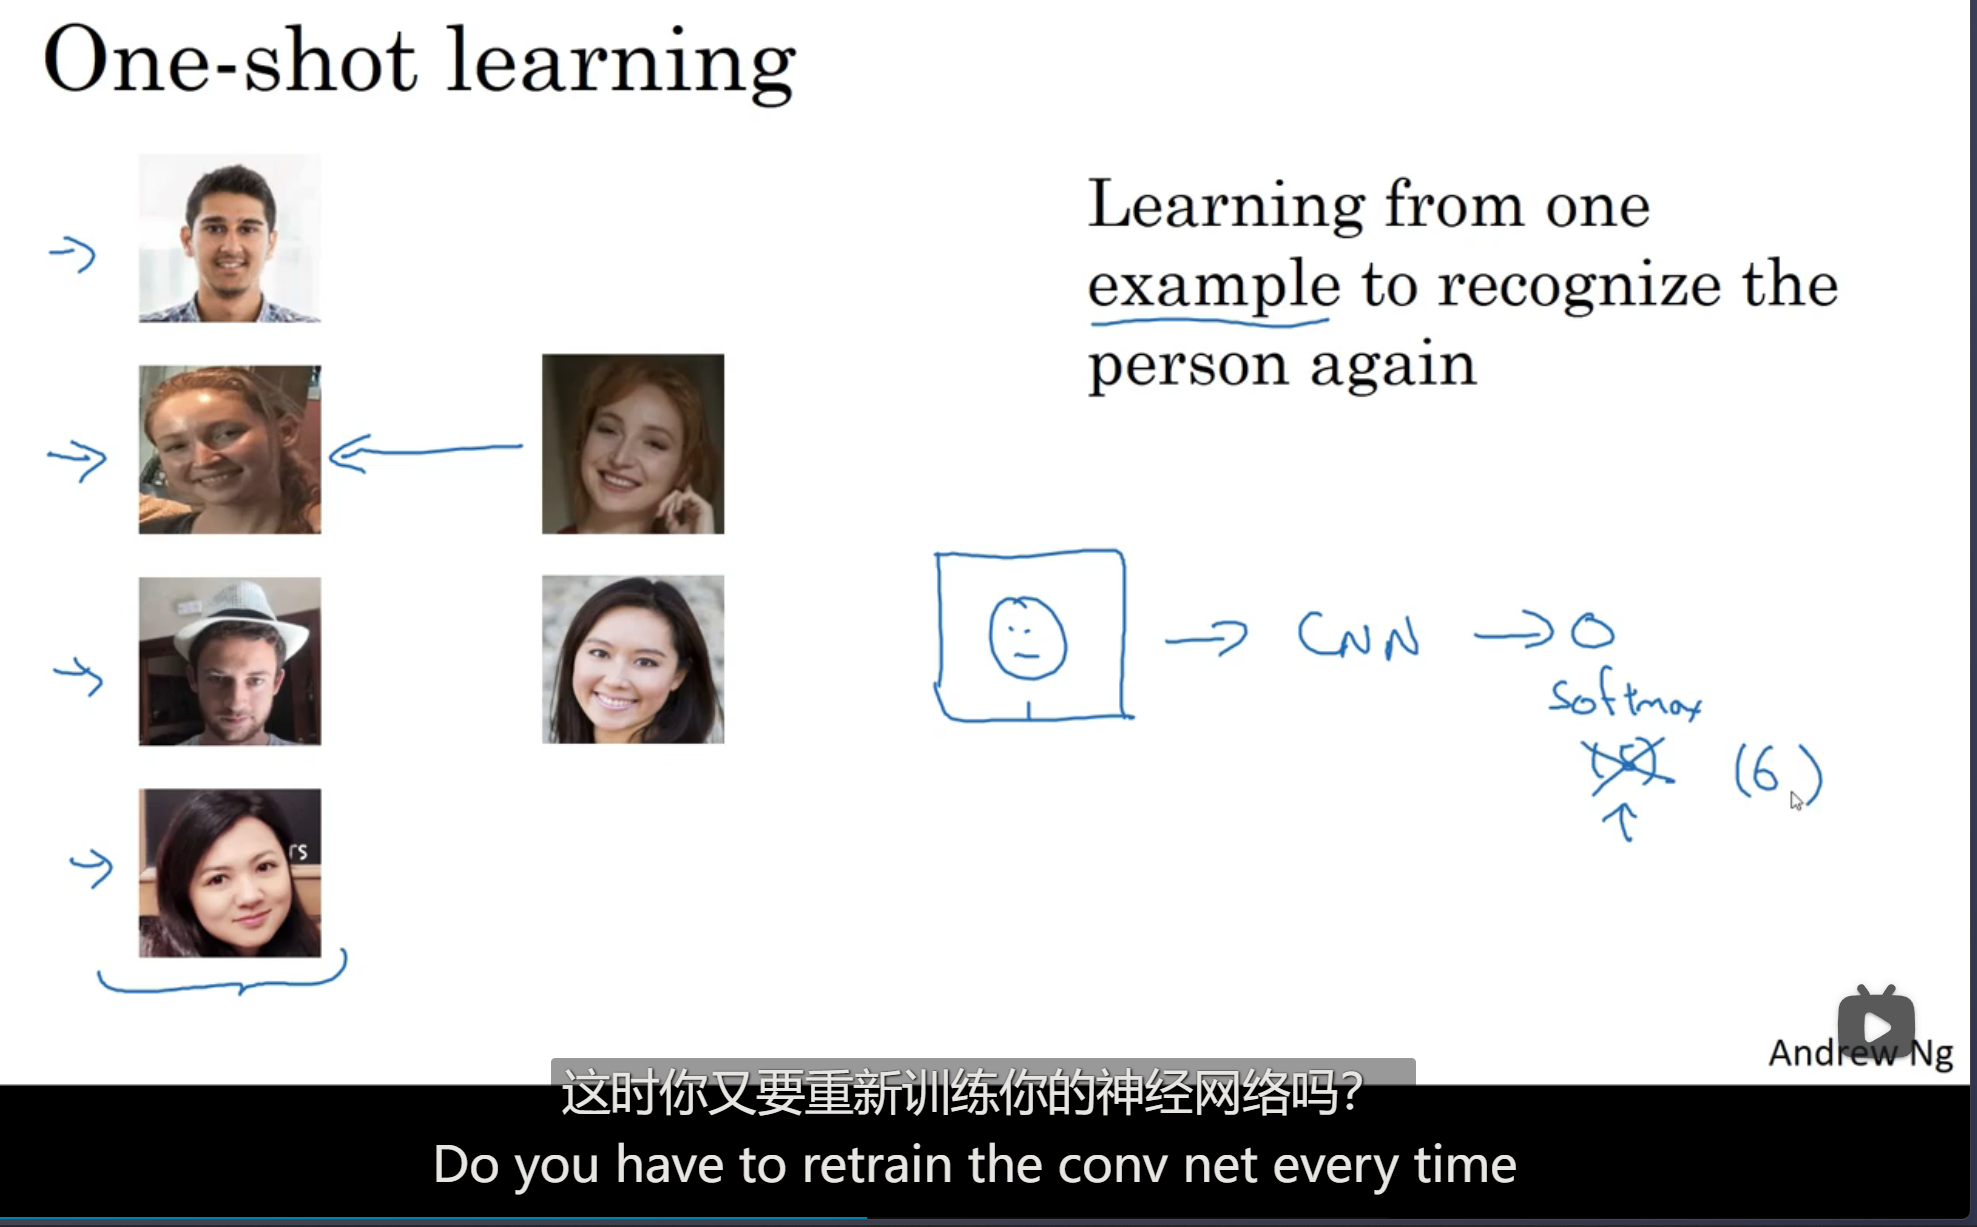 One-shot learning
Learning from one
example to recognize the
person again
CNN
softmax
(6)
rs
Andrew Ng
这时你又要重新训练你的神经网络吗?
Do you have to retrain the conv net every time